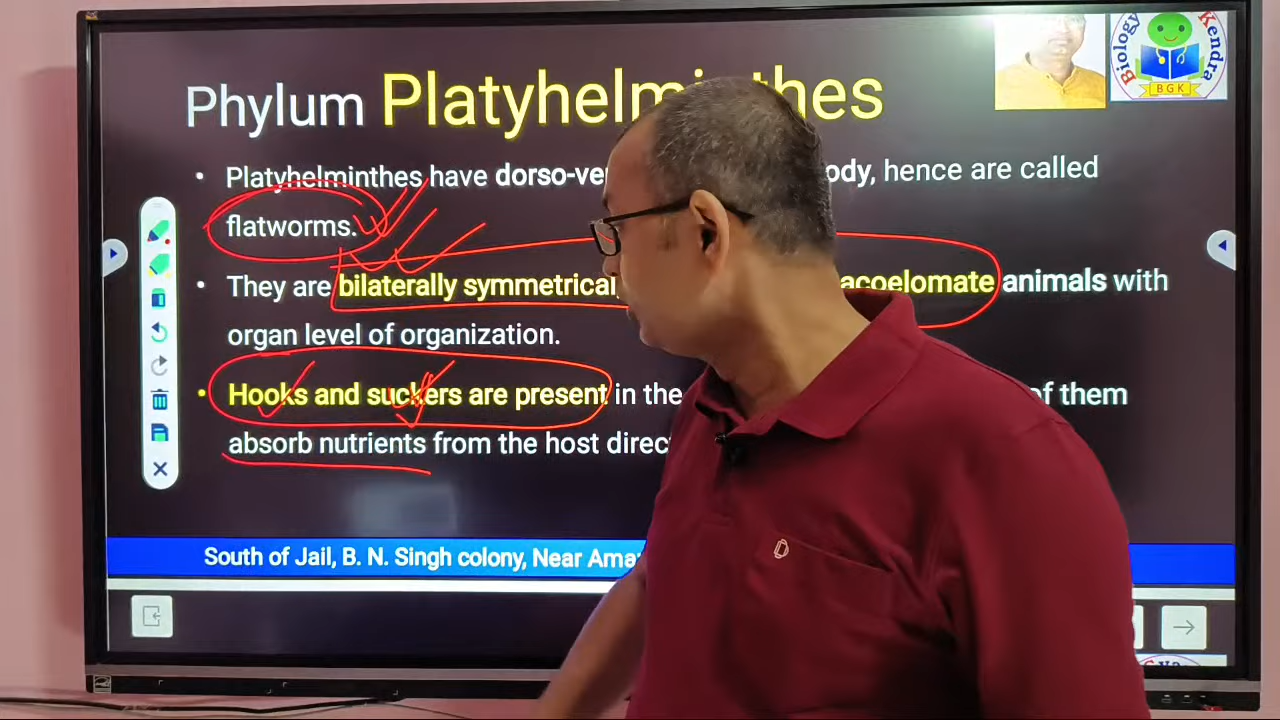 Biology Kendra
BGK
Phylum Platyhelminthes
• Platyhelminthes have dorso-ve ody, hence are called
flatworms.
• They are bilaterally symmetrical acoelomate animals with
organ level of organization.
• Hooks and suckers are present in the of them
absorb nutrients from the host direc
South of Jail, B. N. Singh colony, Near Ama